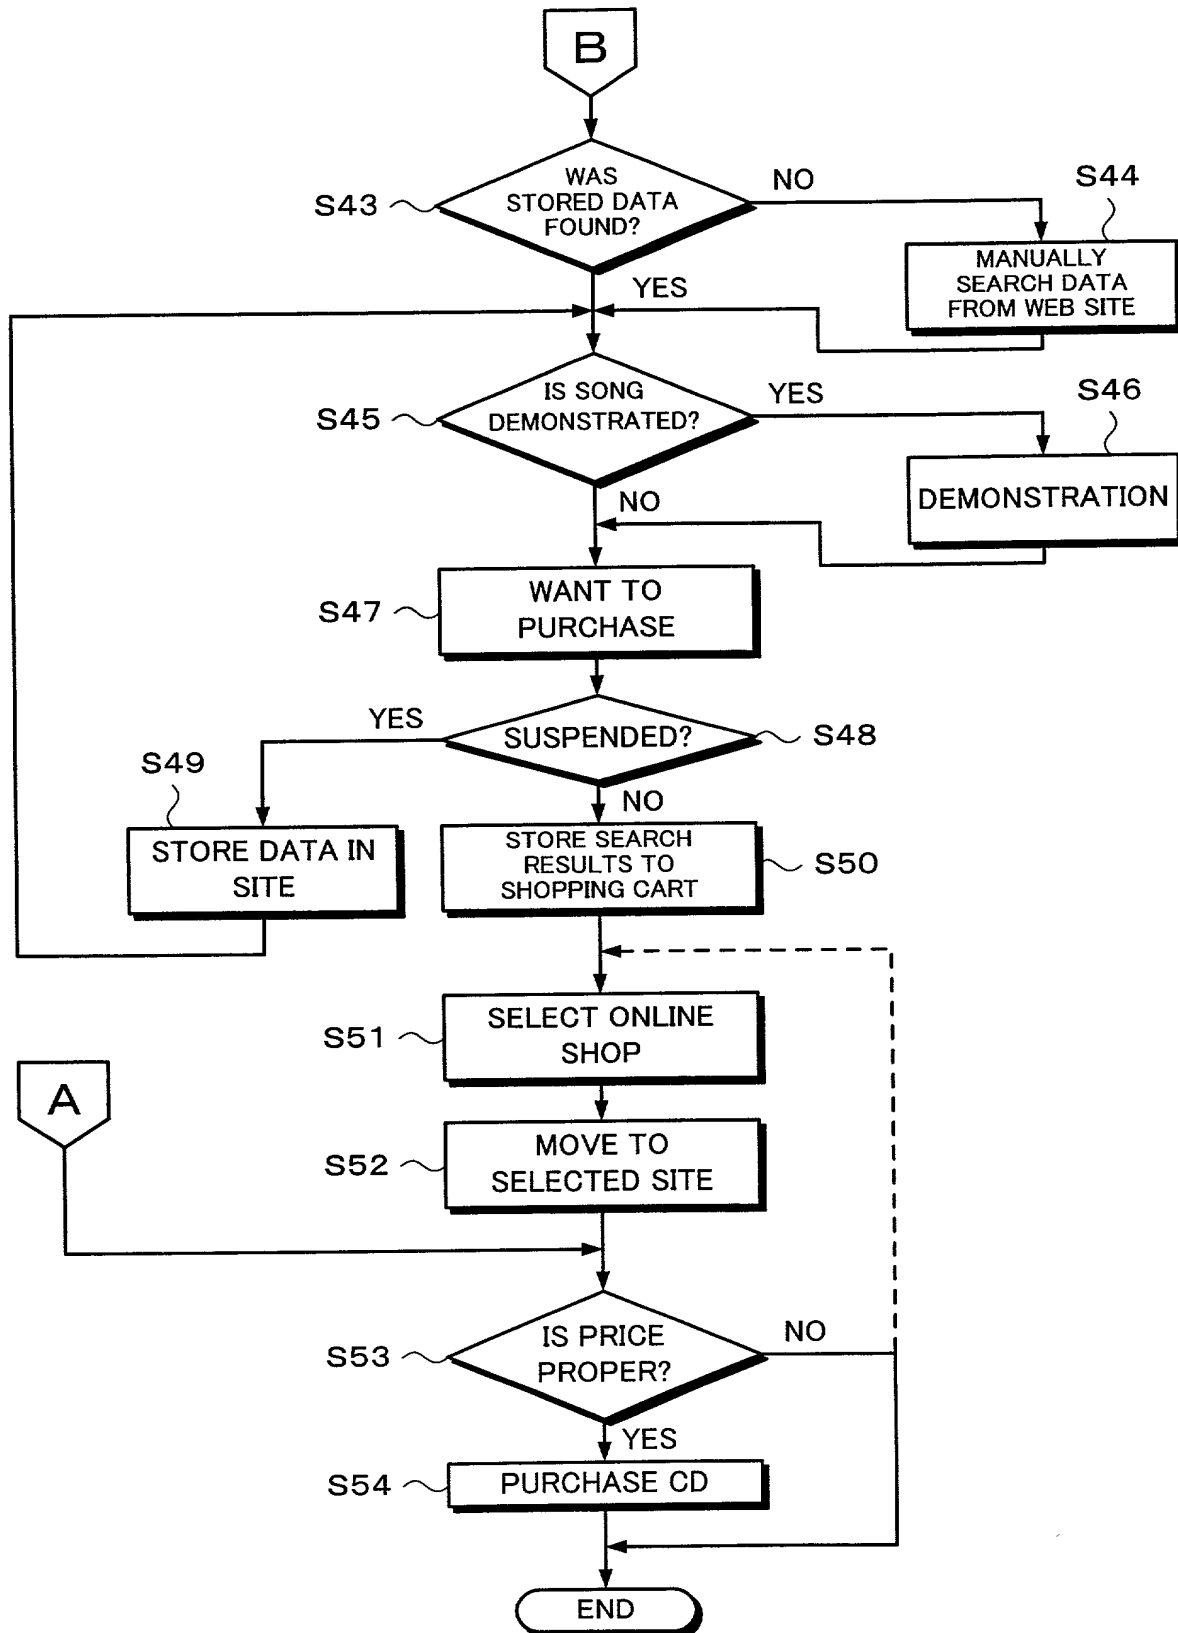 B
WAS
STORED DATA
FOUND?
S43
NO
S44
MANUALLY
SEARCH DATA
FROM WEB SITE
YES
IS SONG
DEMONSTRATED?
S45
YES
S46
DEMONSTRATION
NO
WANT TO
PURCHASE
S47
YES
SUSPENDED?
S48
S49
NO
STORE DATA IN
SITE
STORE SEARCH
RESULTS TO
SHOPPING CART
S50
SELECT ONLINE
SHOP
S51
A
MOVE TO
SELECTED SITE
S52
IS PRICE
PROPER?
S53
NO
YES
S54
PURCHASE CD
END